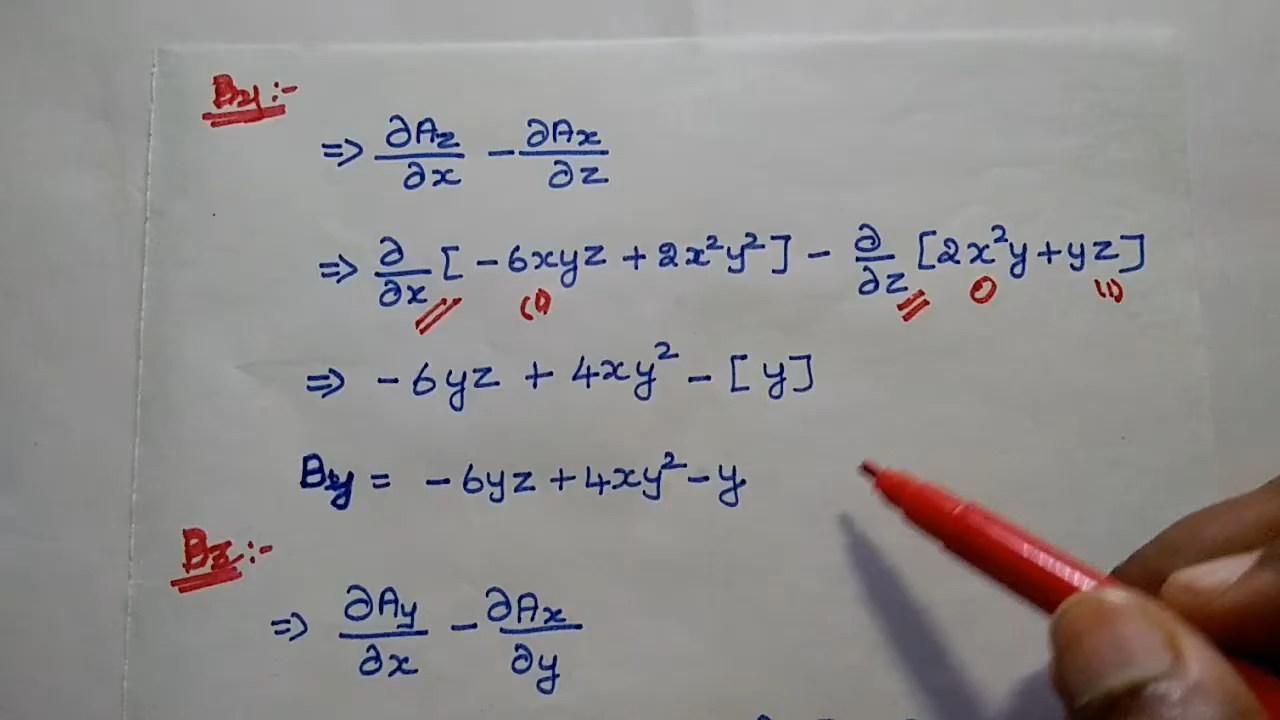 By :-
⇒ ∂Az/∂x - ∂Ax/∂z
⇒ ∂/∂x [ - 6xyz + 2x²y² ] - ∂/∂z [ 2x²y + yz ]
(1) 0 (1)
⇒ - 6yz + 4xy² - [ y ]
By = - 6yz + 4xy² - y
Bz :-
⇒ ∂Ay/∂x - ∂Ax/∂y